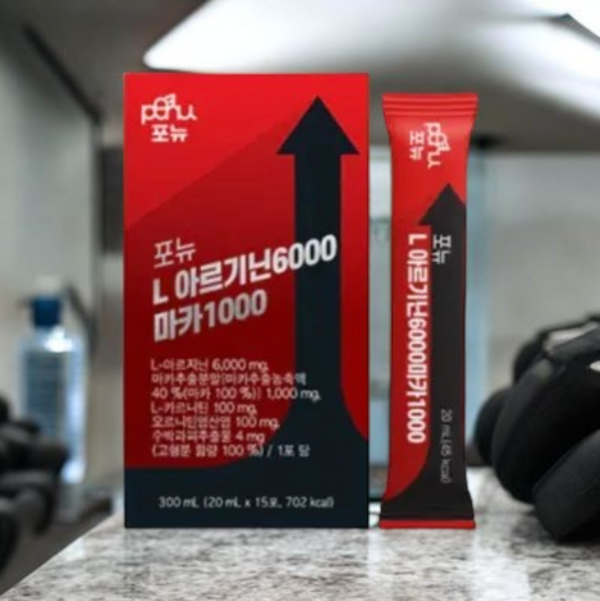 ponu
포뉴
포뉴
L 아르기닌6000
마카1000
L-아르지닌 6,000 mg,
마카추출분말[마카추출농축액
40 %(마카 100 %)] 1,000 mg,
L-카르니틴 100 mg,
오르니틴염산염 100 mg,
수박과피추출물 4 mg
(고형분 함량 100 %) / 1포 당
300 mL (20 mL x 15포, 702 kcal)
ponu
포뉴
포뉴
L 아르기닌6000마카1000
20 mL(45 kcal)